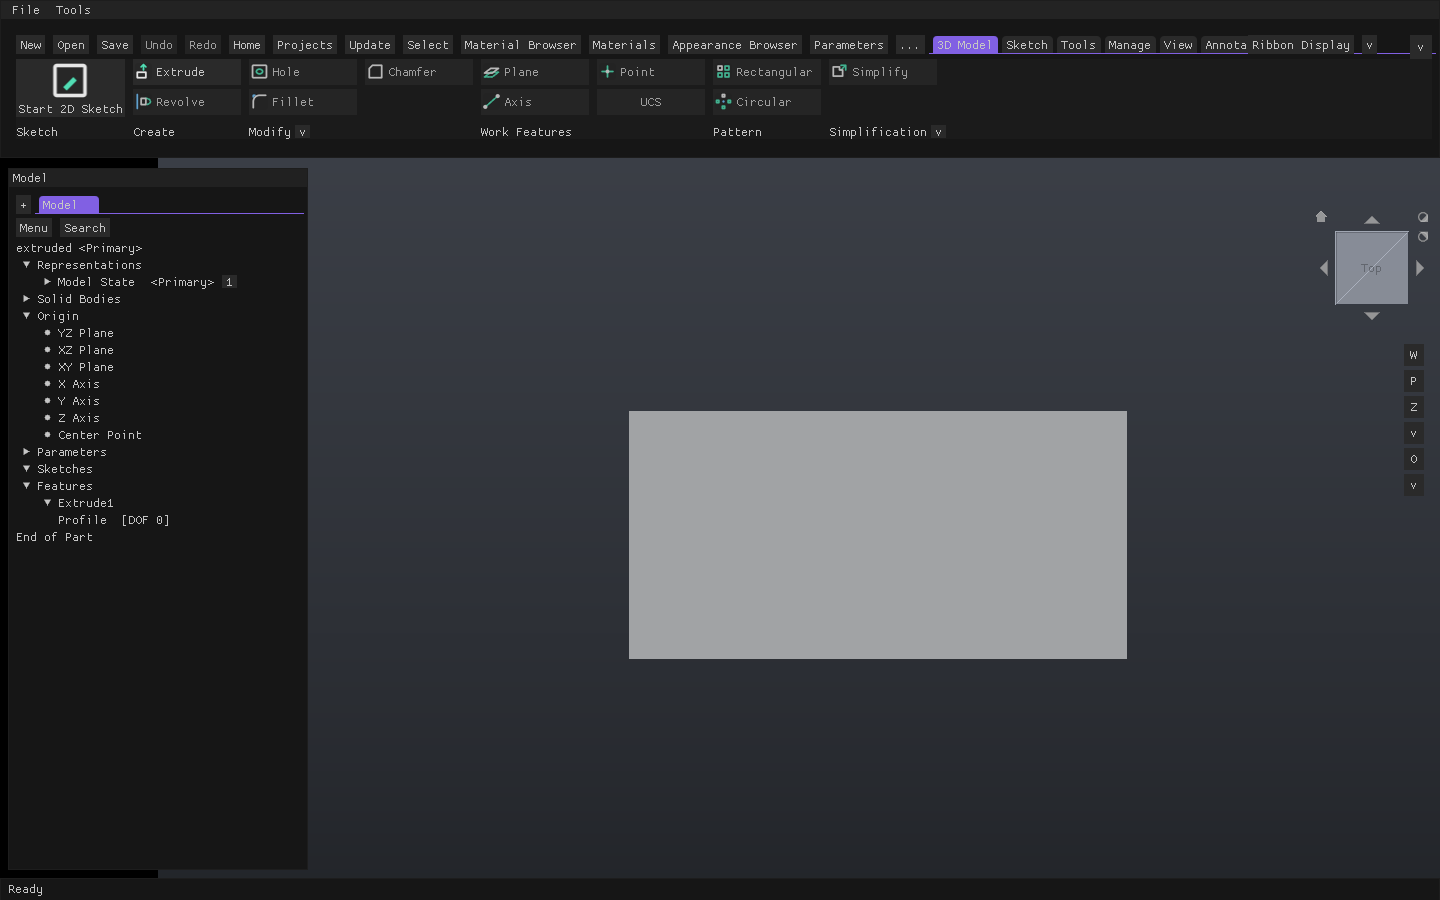 File Tools
New Open Save Undo Redo Home Projects Update Select Material Browser Materials Appearance Browser Parameters ... 3D Model Sketch Tools Manage View Annota Ribbon Display v v
Extrude Hole Chamfer Plane Point Rectangular Simplify
Revolve Fillet Axis UCS Circular
Start 2D Sketch
Sketch Create Modify v Work Features Pattern Simplification v
Model
+ Model
Menu Search
extruded <Primary>
Representations
Model State <Primary> 1
Solid Bodies
Origin
YZ Plane
XZ Plane
XY Plane
X Axis
Y Axis
Z Axis
Center Point
Parameters
Sketches
Features
Extrude1
Profile [DOF 0]
End of Part
Top
W
P
Z
v
O
v
Ready